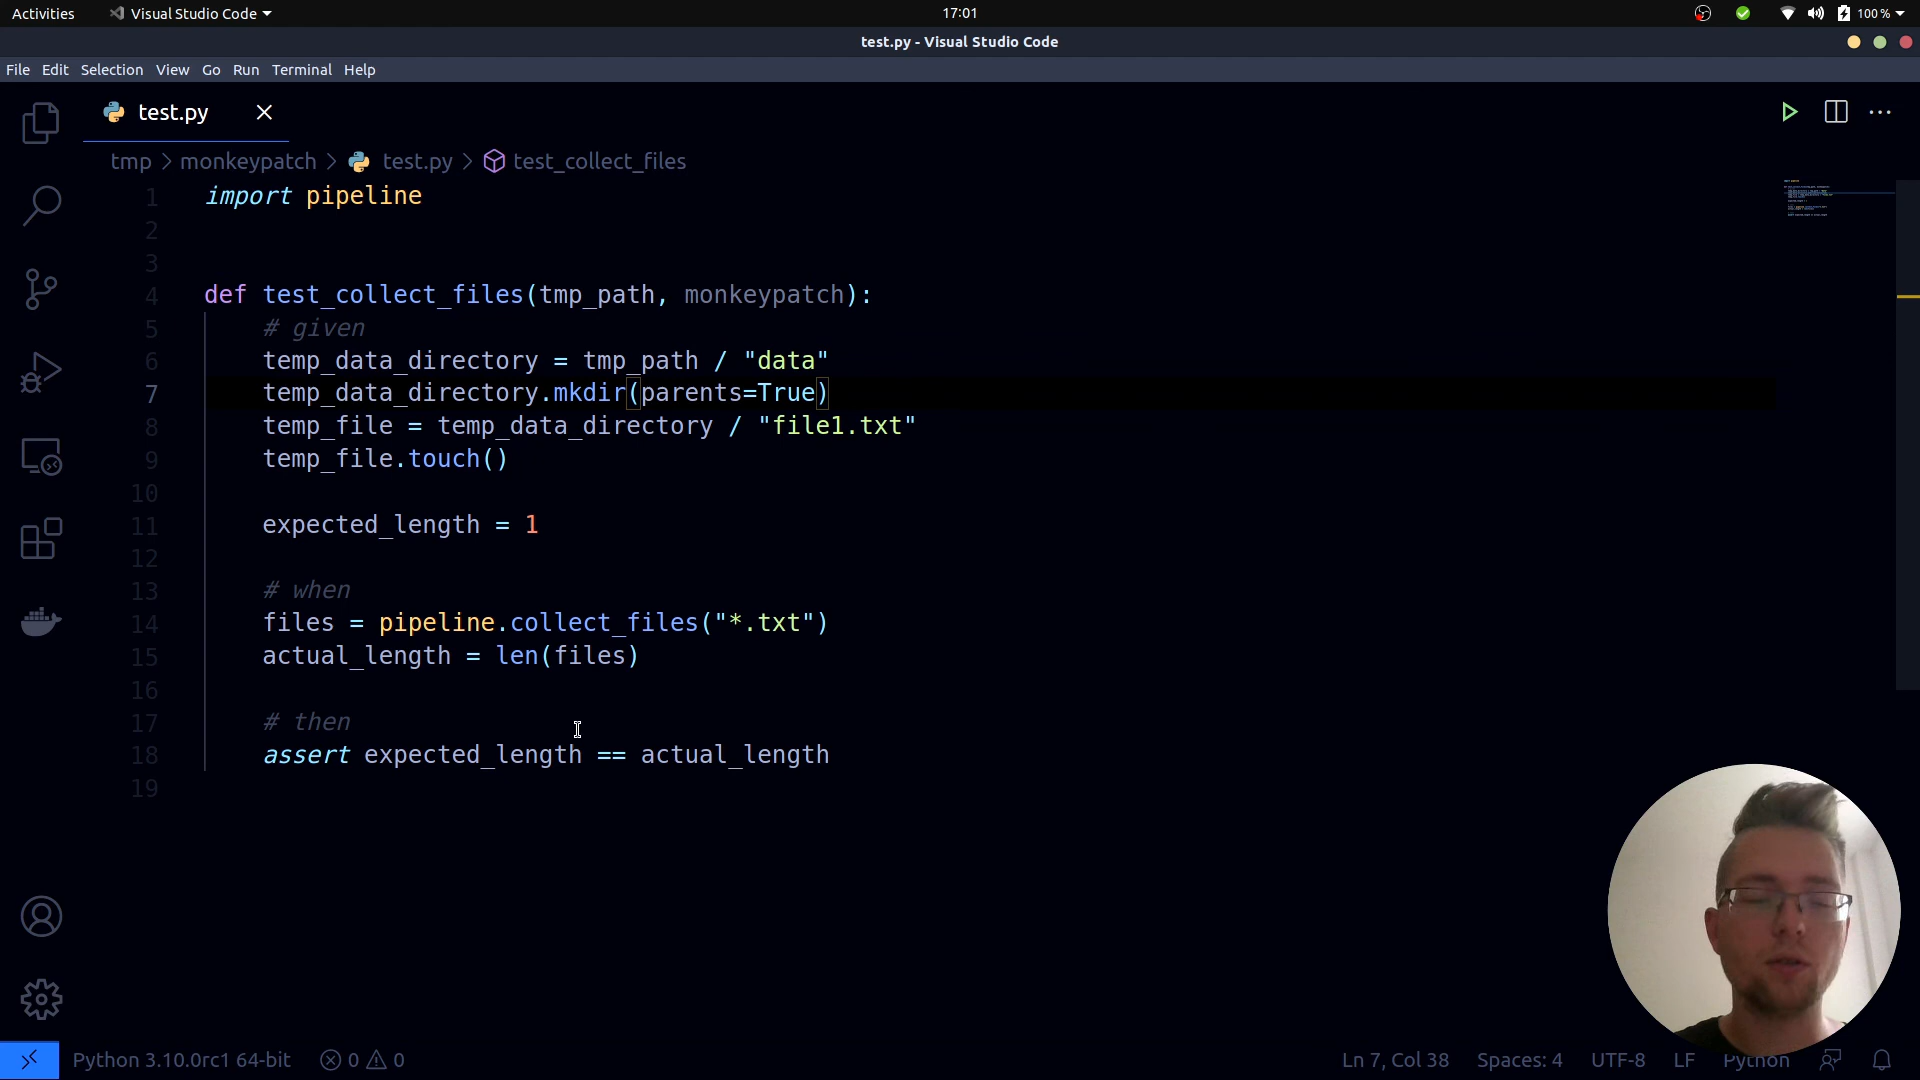 Activities Visual Studio Code 17:01 100 %
test.py - Visual Studio Code
File Edit Selection View Go Run Terminal Help
test.py
tmp > monkeypatch > test.py > test_collect_files
1 import pipeline
2
3
4 def test_collect_files(tmp_path, monkeypatch):
5 # given
6 temp_data_directory = tmp_path / "data"
7 temp_data_directory.mkdir(parents=True)
8 temp_file = temp_data_directory / "file1.txt"
9 temp_file.touch()
10
11 expected_length = 1
12
13 # when
14 files = pipeline.collect_files("*.txt")
15 actual_length = len(files)
16
17 # then
18 assert expected_length == actual_length
19
Python 3.10.0rc1 64-bit 0 0 Ln 7, Col 38 Spaces: 4 UTF-8 LF Python